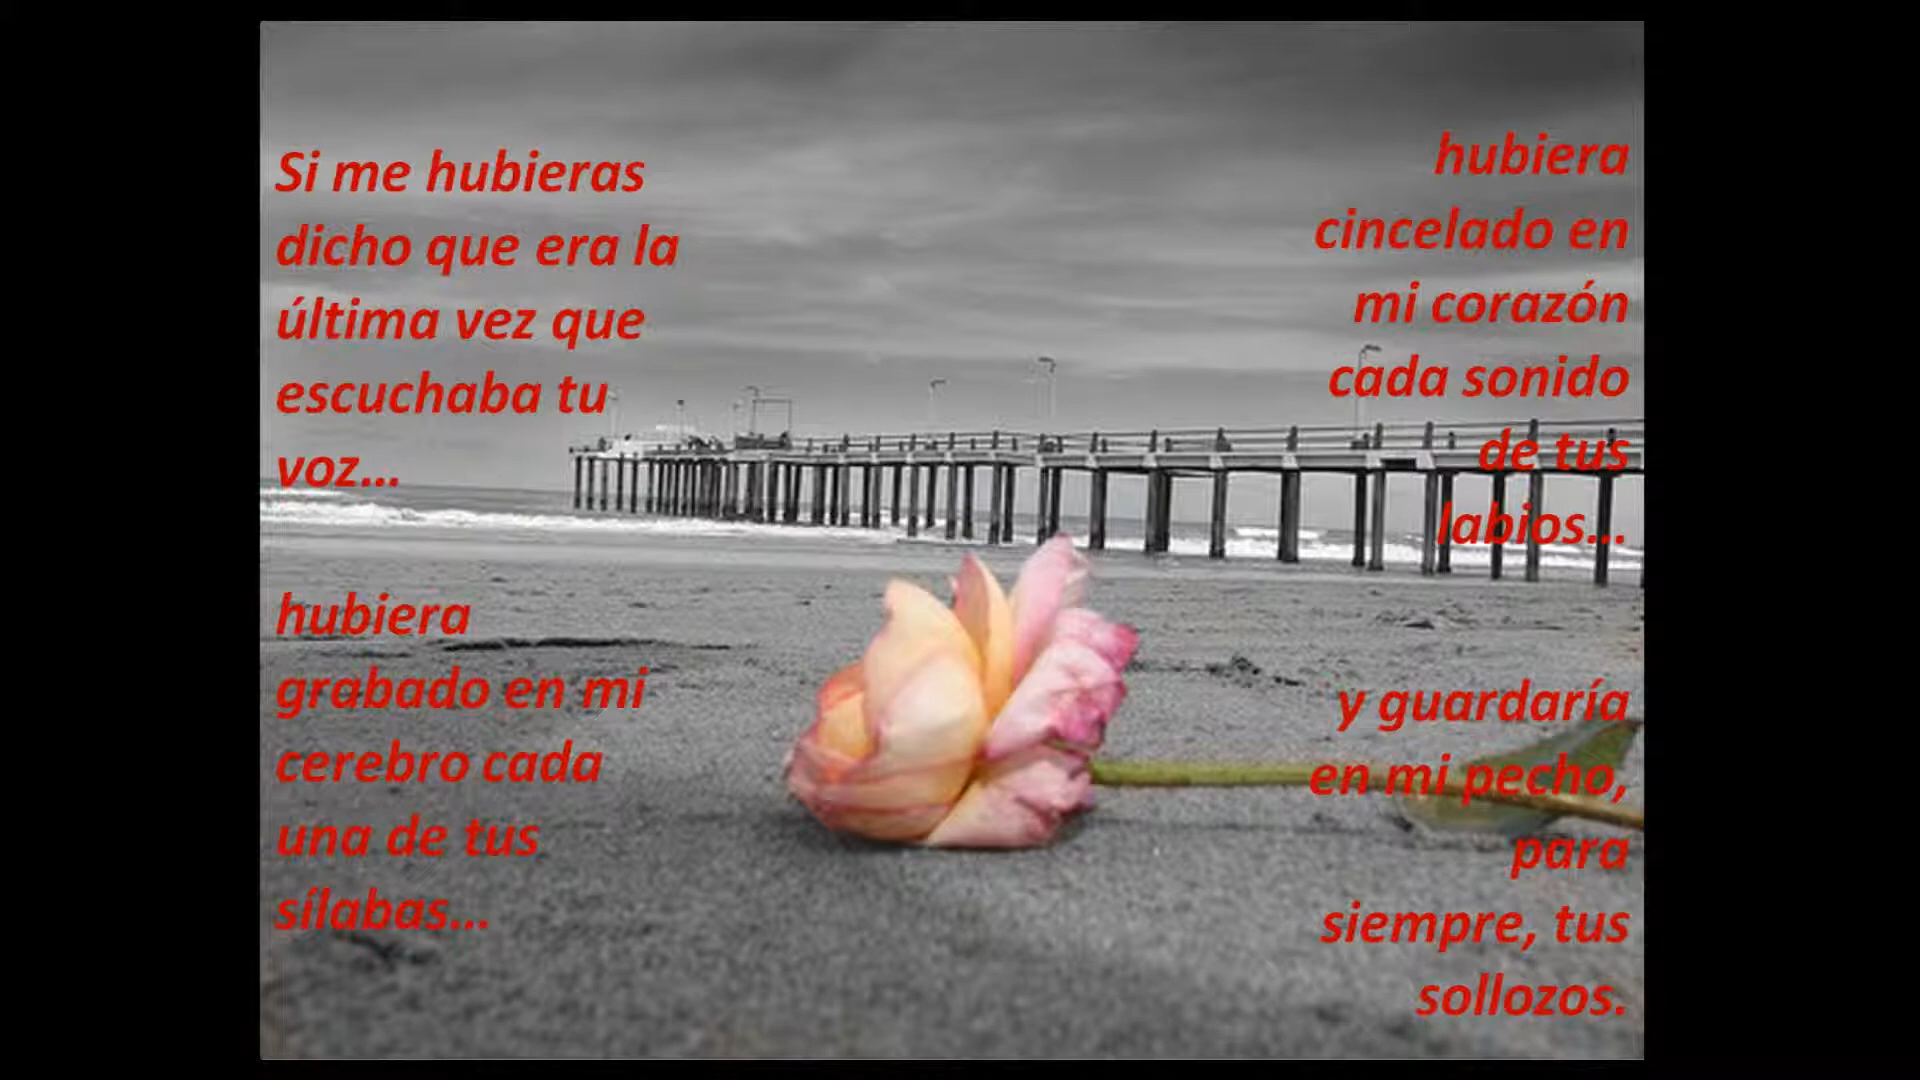 Si me hubieras
dicho que era la
última vez que
escuchaba tu
voz...
hubiera
grabado en mi
cerebro cada
una de tus
sílabas...
hubiera
cincelado en
mi corazón
cada sonido
de tus
labios...
y guardaría
en mi pecho,
para
siempre, tus
sollozos.